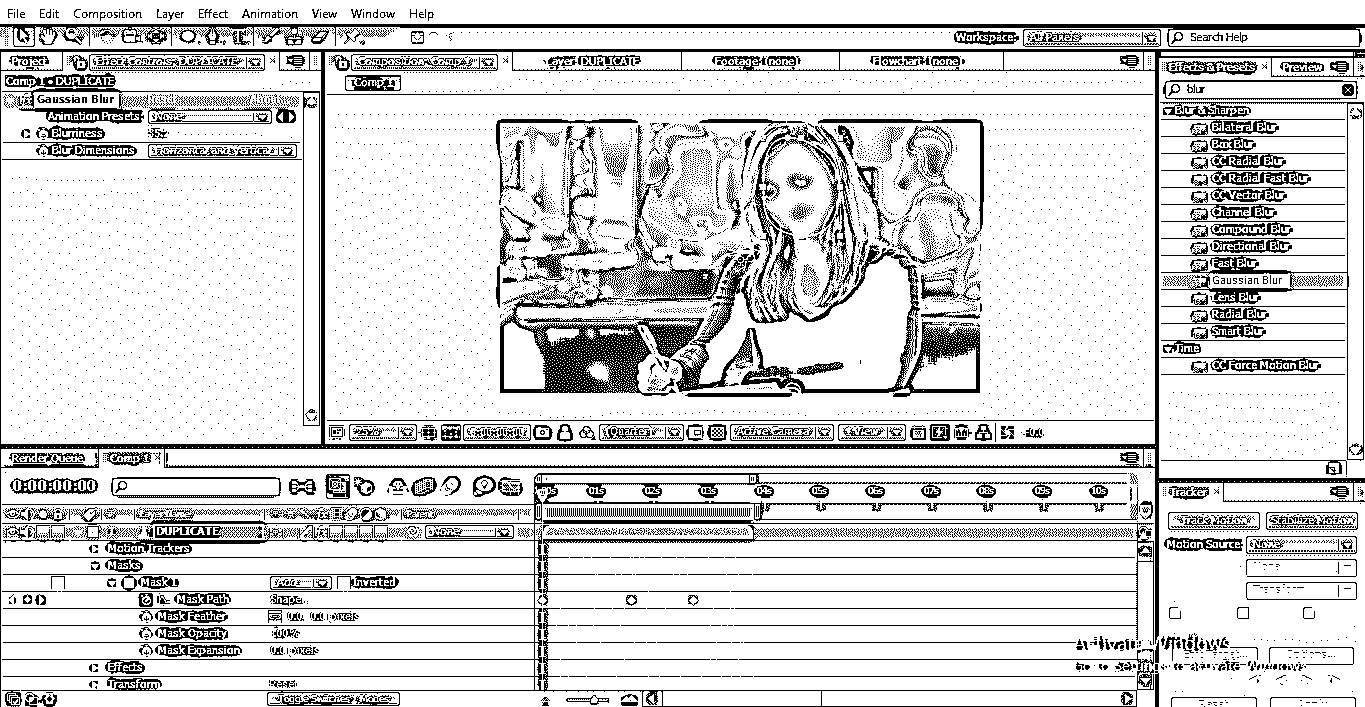 File Edit Composition Layer Effect Animation View Window Help
Workspace: All Panels Search Help
Project Effect Controls: DUPLICATE
Composition: Comp 1 Layer: DUPLICATE Footage: (none) Flowchart: (none)
Effects & Presets Preview
Comp 1 • DUPLICATE
Comp 1
blur
Gaussian Blur
Animation Presets None
Blurriness
Blur Dimensions Horizontal and Vertical
Blur & Sharpen
Bilateral Blur
Box Blur
CC Radial Blur
CC Radial Fast Blur
CC Vector Blur
Channel Blur
Compound Blur
Directional Blur
Fast Blur
Gaussian Blur
Lens Blur
Radial Blur
Smart Blur
Time
CC Force Motion Blur
25% 0:00:00:00 Quarter Active Camera 1 View +0.0
Render Queue Comp 1
0:00:00:00
01s 02s 03s 04s 05s 06s 07s 08s 09s 10s
Tracker
Track Motion Stabilize Motion
Motion Source: None
None
Transform
DUPLICATE None
Motion Trackers
Masks
Mask 1 Add Inverted
Mask Path Shape...
Mask Feather 0.0, 0.0 pixels
Mask Opacity 100%
Mask Expansion 0.0 pixels
Effects
Transform Reset
Toggle Switches / Modes
Activate Windows
Go to Settings to activate Windows.
Options...
Reset Apply